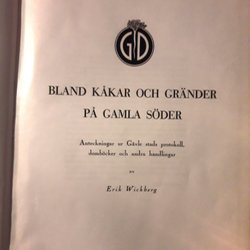 GD
BLAND KÅKAR OCH GRÄNDER
PÅ GAMLA SÖDER
Anteckningar ur Gävle stads protokoll,
domböcker och andra handlingar
AV
Erik Wichberg